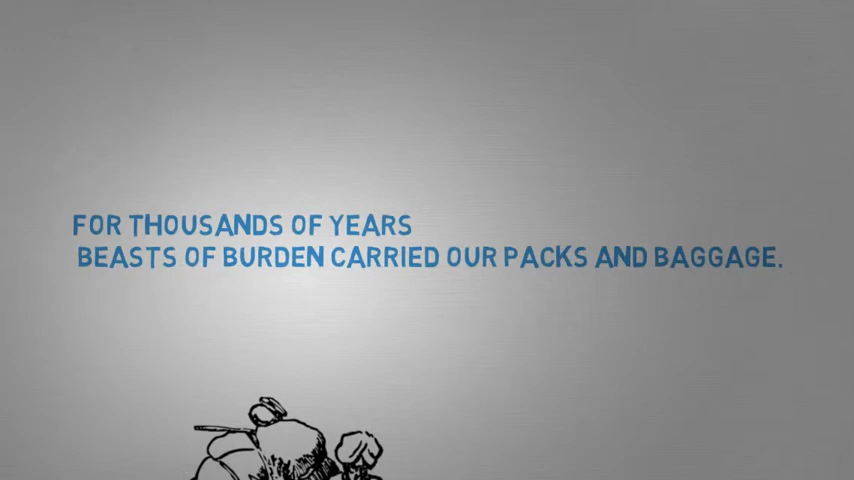 FOR THOUSANDS OF YEARS
BEASTS OF BURDEN CARRIED OUR PACKS AND BAGGAGE.